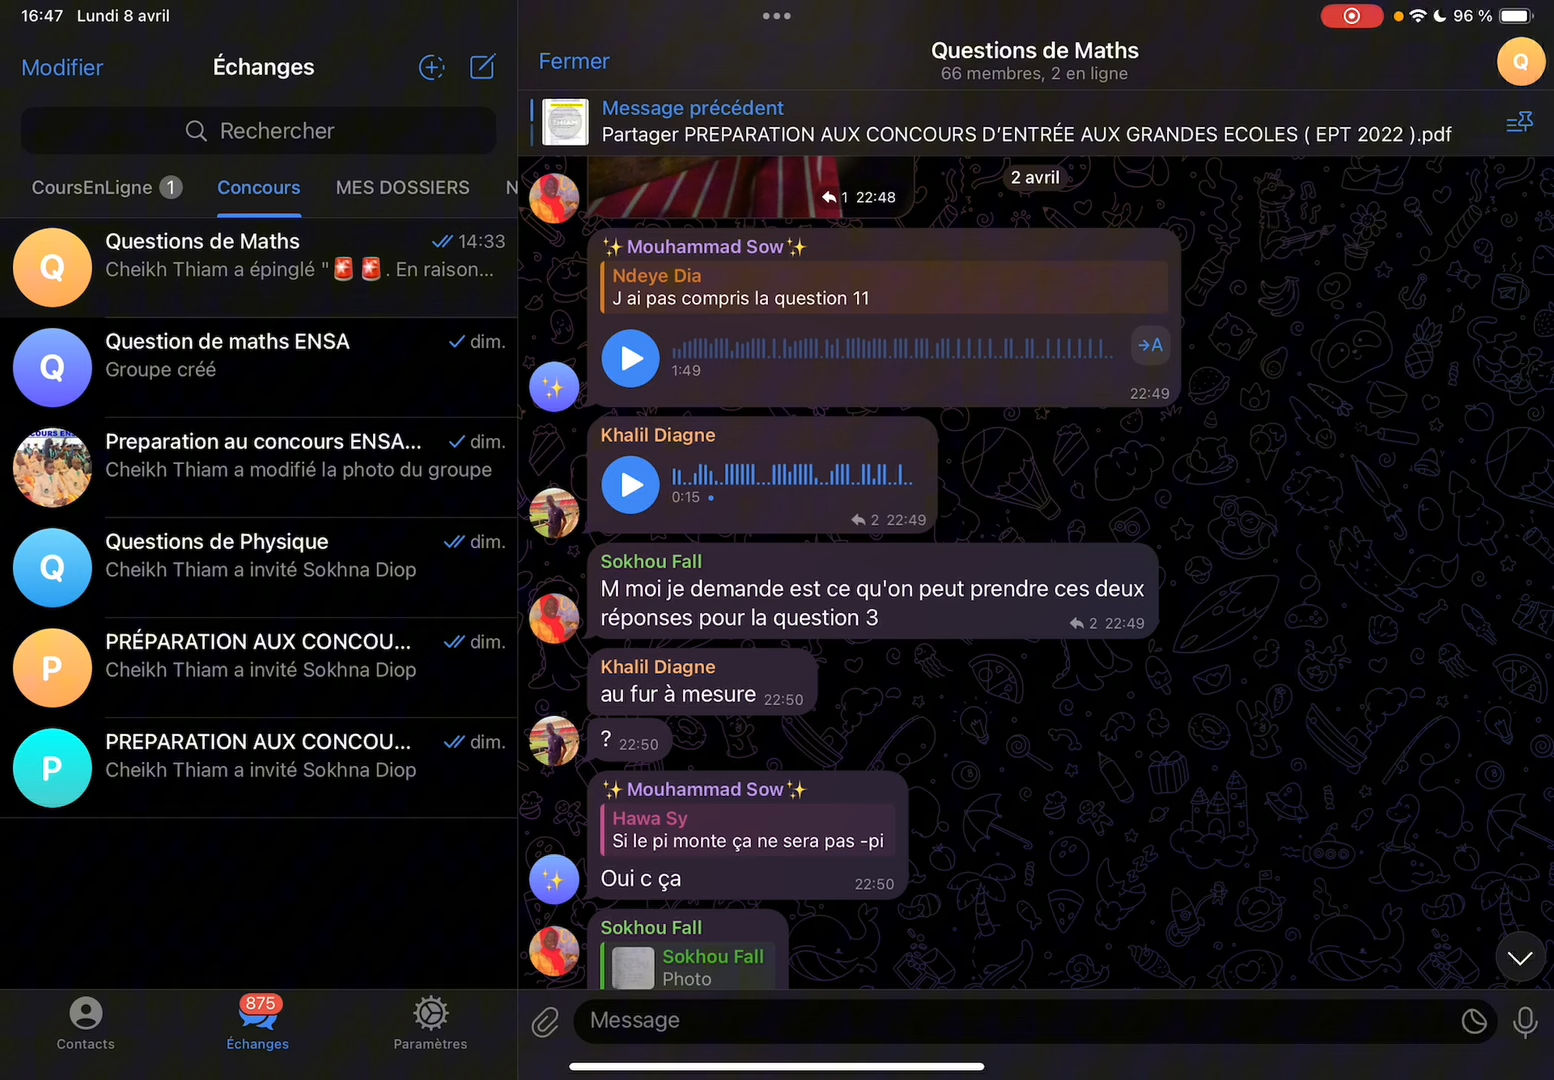 16:47 Lundi 8 avril
96 %
Modifier
Échanges
Rechercher
CoursEnLigne 1
Concours
MES DOSSIERS
N
Q
Questions de Maths
14:33
Cheikh Thiam a épinglé "🚨 🚨 . En raison...
Q
Question de maths ENSA
dim.
Groupe créé
Preparation au concours ENSA...
dim.
Cheikh Thiam a modifié la photo du groupe
Q
Questions de Physique
dim.
Cheikh Thiam a invité Sokhna Diop
P
PRÉPARATION AUX CONCOU...
dim.
Cheikh Thiam a invité Sokhna Diop
P
PREPARATION AUX CONCOU...
dim.
Cheikh Thiam a invité Sokhna Diop
Contacts
875
Échanges
Paramètres
Fermer
Questions de Maths
66 membres, 2 en ligne
Q
Message précédent
Partager PREPARATION AUX CONCOURS D’ENTRÉE AUX GRANDES ECOLES ( EPT 2022 ).pdf
2 avril
1 22:48
✨Mouhammad Sow✨
Ndeye Dia
J ai pas compris la question 11
→A
1:49
22:49
Khalil Diagne
0:15
2 22:49
Sokhou Fall
M moi je demande est ce qu'on peut prendre ces deux
réponses pour la question 3
2 22:49
Khalil Diagne
au fur à mesure 22:50
? 22:50
✨Mouhammad Sow✨
Hawa Sy
Si le pi monte ça ne sera pas -pi
Oui c ça
22:50
Sokhou Fall
Sokhou Fall
Photo
Message